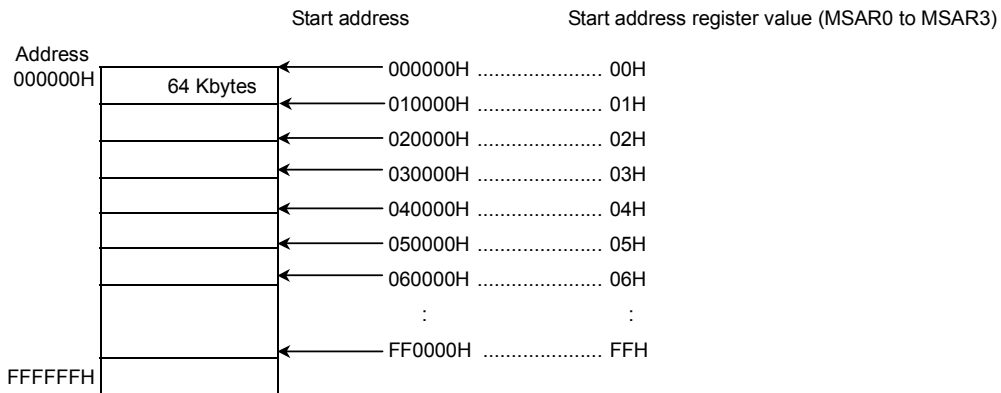 Start address Start address register value (MSAR0 to MSAR3)
Address
000000H 64 Kbytes 000000H ...................... 00H
010000H ...................... 01H
020000H ...................... 02H
030000H ...................... 03H
040000H ...................... 04H
050000H ...................... 05H
060000H ...................... 06H
: :
FF0000H ..................... FFH
FFFFFFH